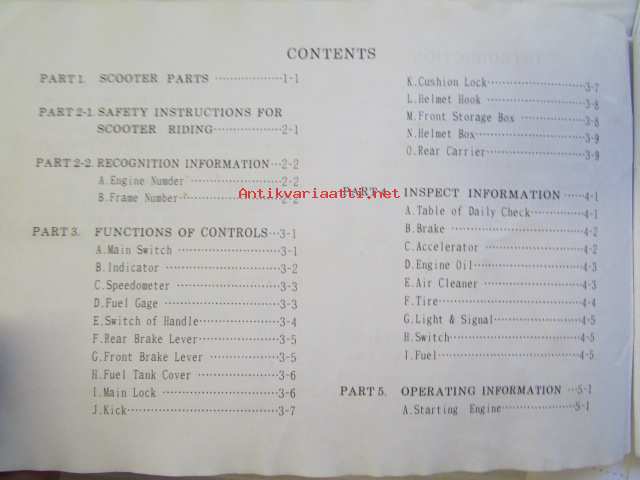 CONTENTS
PART 1. SCOOTER PARTS ················1-1
PART 2-1. SAFETY INSTRUCTIONS FOR
SCOOTER RIDING················2-1
PART 2-2. RECOGNITION INFORMATION···2-2
A.Engine Numder ····················2-2
B.Frame Number····················2-2
PART 3. FUNCTIONS OF CONTROLS···3-1
A.Main Switch ····················3-1
B.Indicator ····················3-2
C.Speedometer ····················3-3
D.Fuel Gage ····················3-3
E.Switch of Handle················3-4
F.Rear Brake Lever ················3-5
G.Front Brake Lever ················3-5
H.Fuel Tank Cover ················3-6
I.Main Lock ····················3-6
J.Kick························3-7
K.Cushion Lock····················3-7
L.Helmet Hook ····················3-8
M.Front Storage Box ················3-8
N.Helmet Box····················3-9
O.Rear Carrier····················3-9
PART 4. INSPECT INFORMATION ·····4-1
A.Table of Daily Check············4-1
B.Brake ························4-2
C.Accelerator ····················4-2
D.Engine Oil····················4-3
E.Air Cleaner ····················4-3
F.Tire························4-4
G.Light & Signal················4-5
H.Switch························4-5
I.Fuel························4-5
PART 5. OPERATING INFORMATION ···5-1
A.Starting Engine················5-1
Antikvariaatti.net